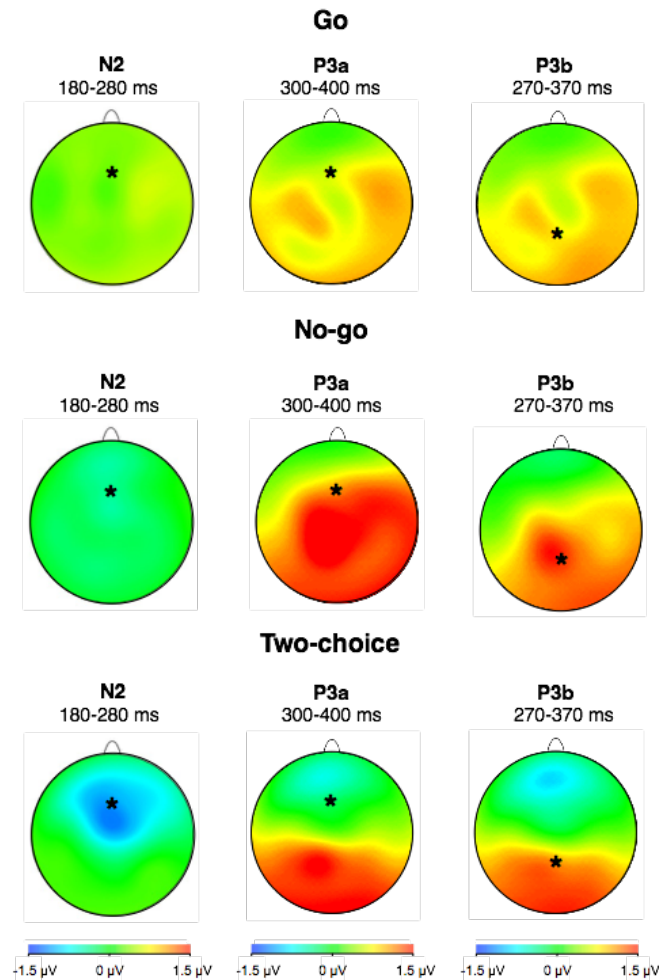 Go
N2 P3a P3b
180-280 ms 300-400 ms 270-370 ms
*
*
*
No-go
N2 P3a P3b
180-280 ms 300-400 ms 270-370 ms
*
*
*
Two-choice
N2 P3a P3b
180-280 ms 300-400 ms 270-370 ms
*
*
*
-1.5 µV 0 µV 1.5 µV -1.5 µV 0 µV 1.5 µV -1.5 µV 0 µV 1.5 µV